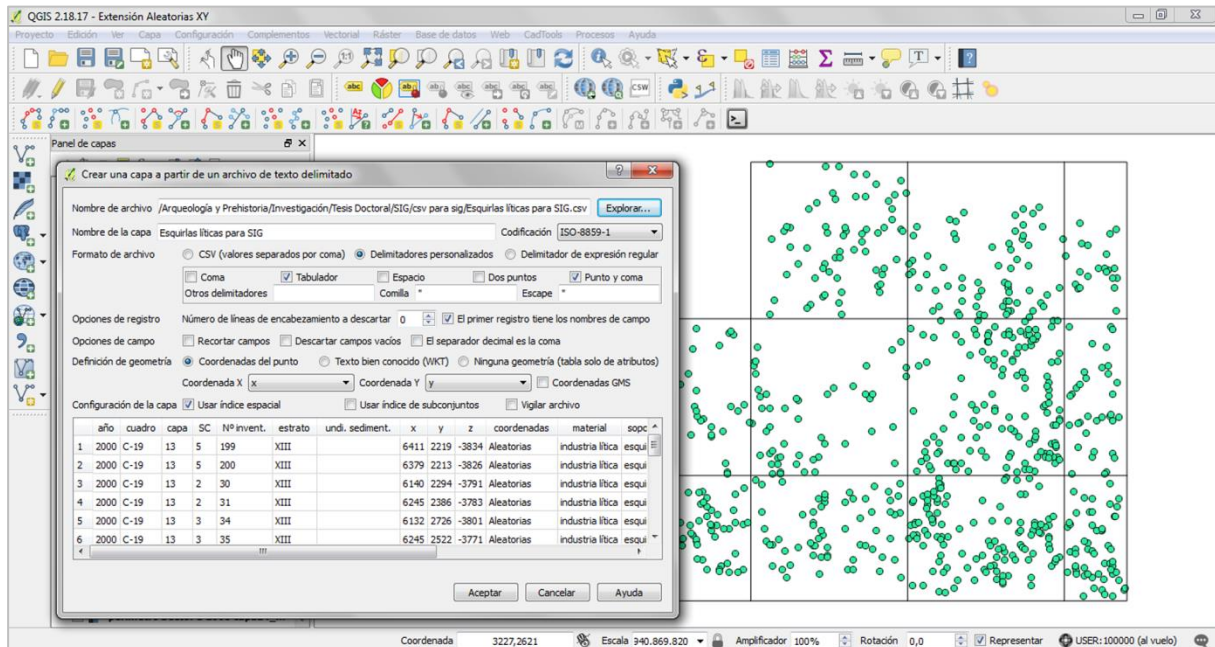 QGIS 2.18.17 - Extensión Aleatorias XY
Proyecto Edición Ver Capa Configuración Complementos Vectorial Ráster Base de datos Web CadTools Procesos Ayuda
Panel de capas
Crear una capa a partir de un archivo de texto delimitado
Nombre de archivo /Arqueología y Prehistoria/Investigación/Tesis Doctoral/SIG/csv para sig/Esquirlas líticas para SIG.csv Explorar...
Nombre de la capa Esquirlas líticas para SIG Codificación ISO-8859-1
Formato de archivo CSV (valores separados por coma) Delimitadores personalizados Delimitador de expresión regular
Coma Tabulador Espacio Dos puntos Punto y coma
Otros delimitadores Comilla " Escape "
Opciones de registro Número de líneas de encabezamiento a descartar 0 El primer registro tiene los nombres de campo
Opciones de campo Recortar campos Descartar campos vacíos El separador decimal es la coma
Definición de geometría Coordenadas del punto Texto bien conocido (WKT) Ninguna geometría (tabla solo de atributos)
Coordenada X x Coordenada Y y Coordenadas GMS
Configuración de la capa Usar índice espacial Usar índice de subconjuntos Vigilar archivo
año cuadro capa SC Nº invent. estrato undi. sediment. x y z coordenadas material sopo
1 2000 C-19 13 5 199 XIII 6411 2219 -3834 Aleatorias industria lítica esqui
2 2000 C-19 13 5 200 XIII 6379 2213 -3826 Aleatorias industria lítica esqui
3 2000 C-19 13 2 30 XIII 6140 2294 -3791 Aleatorias industria lítica esqui
4 2000 C-19 13 2 31 XIII 6245 2386 -3783 Aleatorias industria lítica esqui
5 2000 C-19 13 3 34 XIII 6132 2726 -3801 Aleatorias industria lítica esqui
6 2000 C-19 13 3 35 XIII 6245 2522 -3771 Aleatorias industria lítica esqui
Aceptar Cancelar Ayuda
Coordenada 3227,2621 Escala 940.869.820 Amplificador 100% Rotación 0,0 Representar USER:100000 (al vuelo)